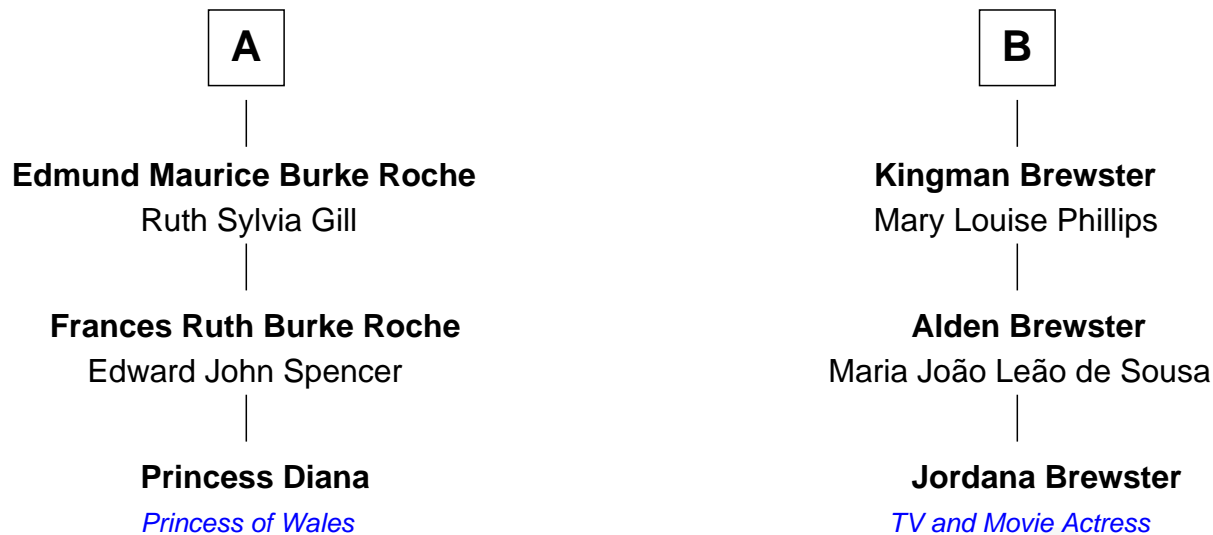 A
Edmund Maurice Burke Roche
Ruth Sylvia Gill
Frances Ruth Burke Roche
Edward John Spencer
Princess Diana
Princess of Wales
B
Kingman Brewster
Mary Louise Phillips
Alden Brewster
Maria João Leão de Sousa
Jordana Brewster
TV and Movie Actress